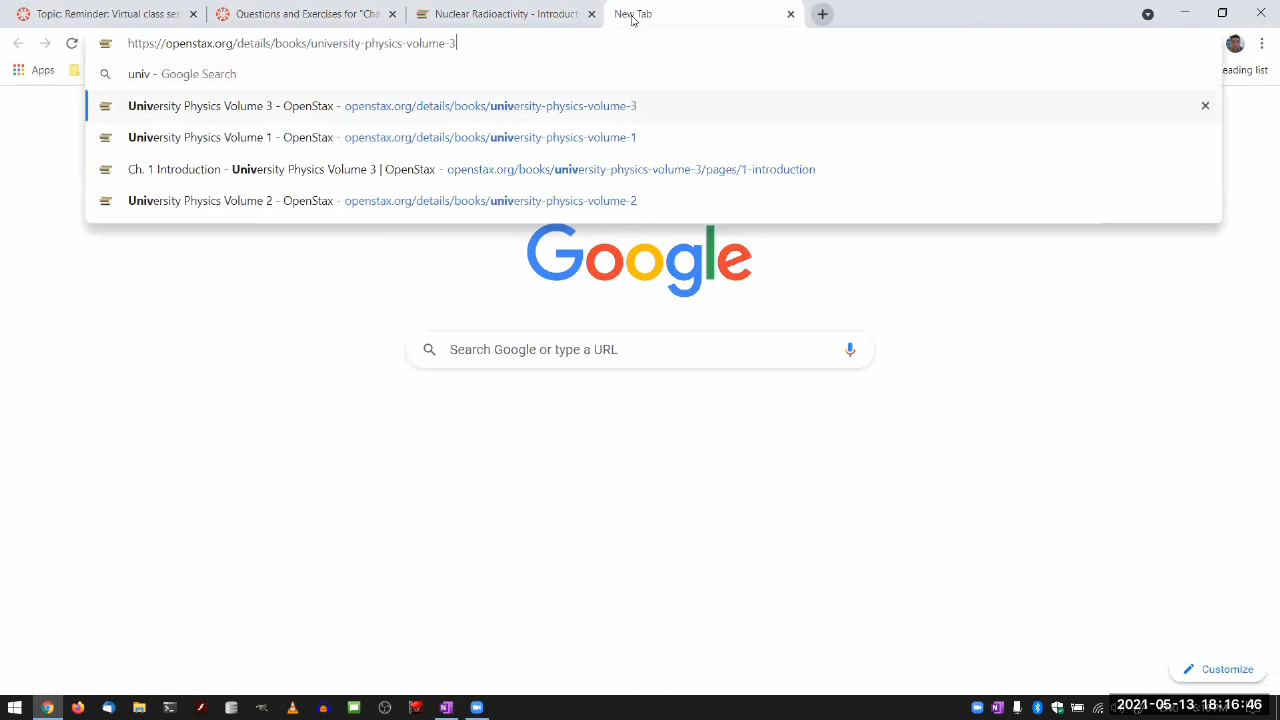 Topic: Reminder: Virtual class ses
Questions and Exercises for "Cha
Nuclear Radioactivity - Introduct
New Tab
https://openstax.org/details/books/university-physics-volume-3
Apps
eading list
univ - Google Search
University Physics Volume 3 - OpenStax - openstax.org/details/books/university-physics-volume-3
University Physics Volume 1 - OpenStax - openstax.org/details/books/university-physics-volume-1
Ch. 1 Introduction - University Physics Volume 3 | OpenStax - openstax.org/books/university-physics-volume-3/pages/1-introduction
University Physics Volume 2 - OpenStax - openstax.org/details/books/university-physics-volume-2
Google
Search Google or type a URL
Customize
2021-05-13 18:16:46